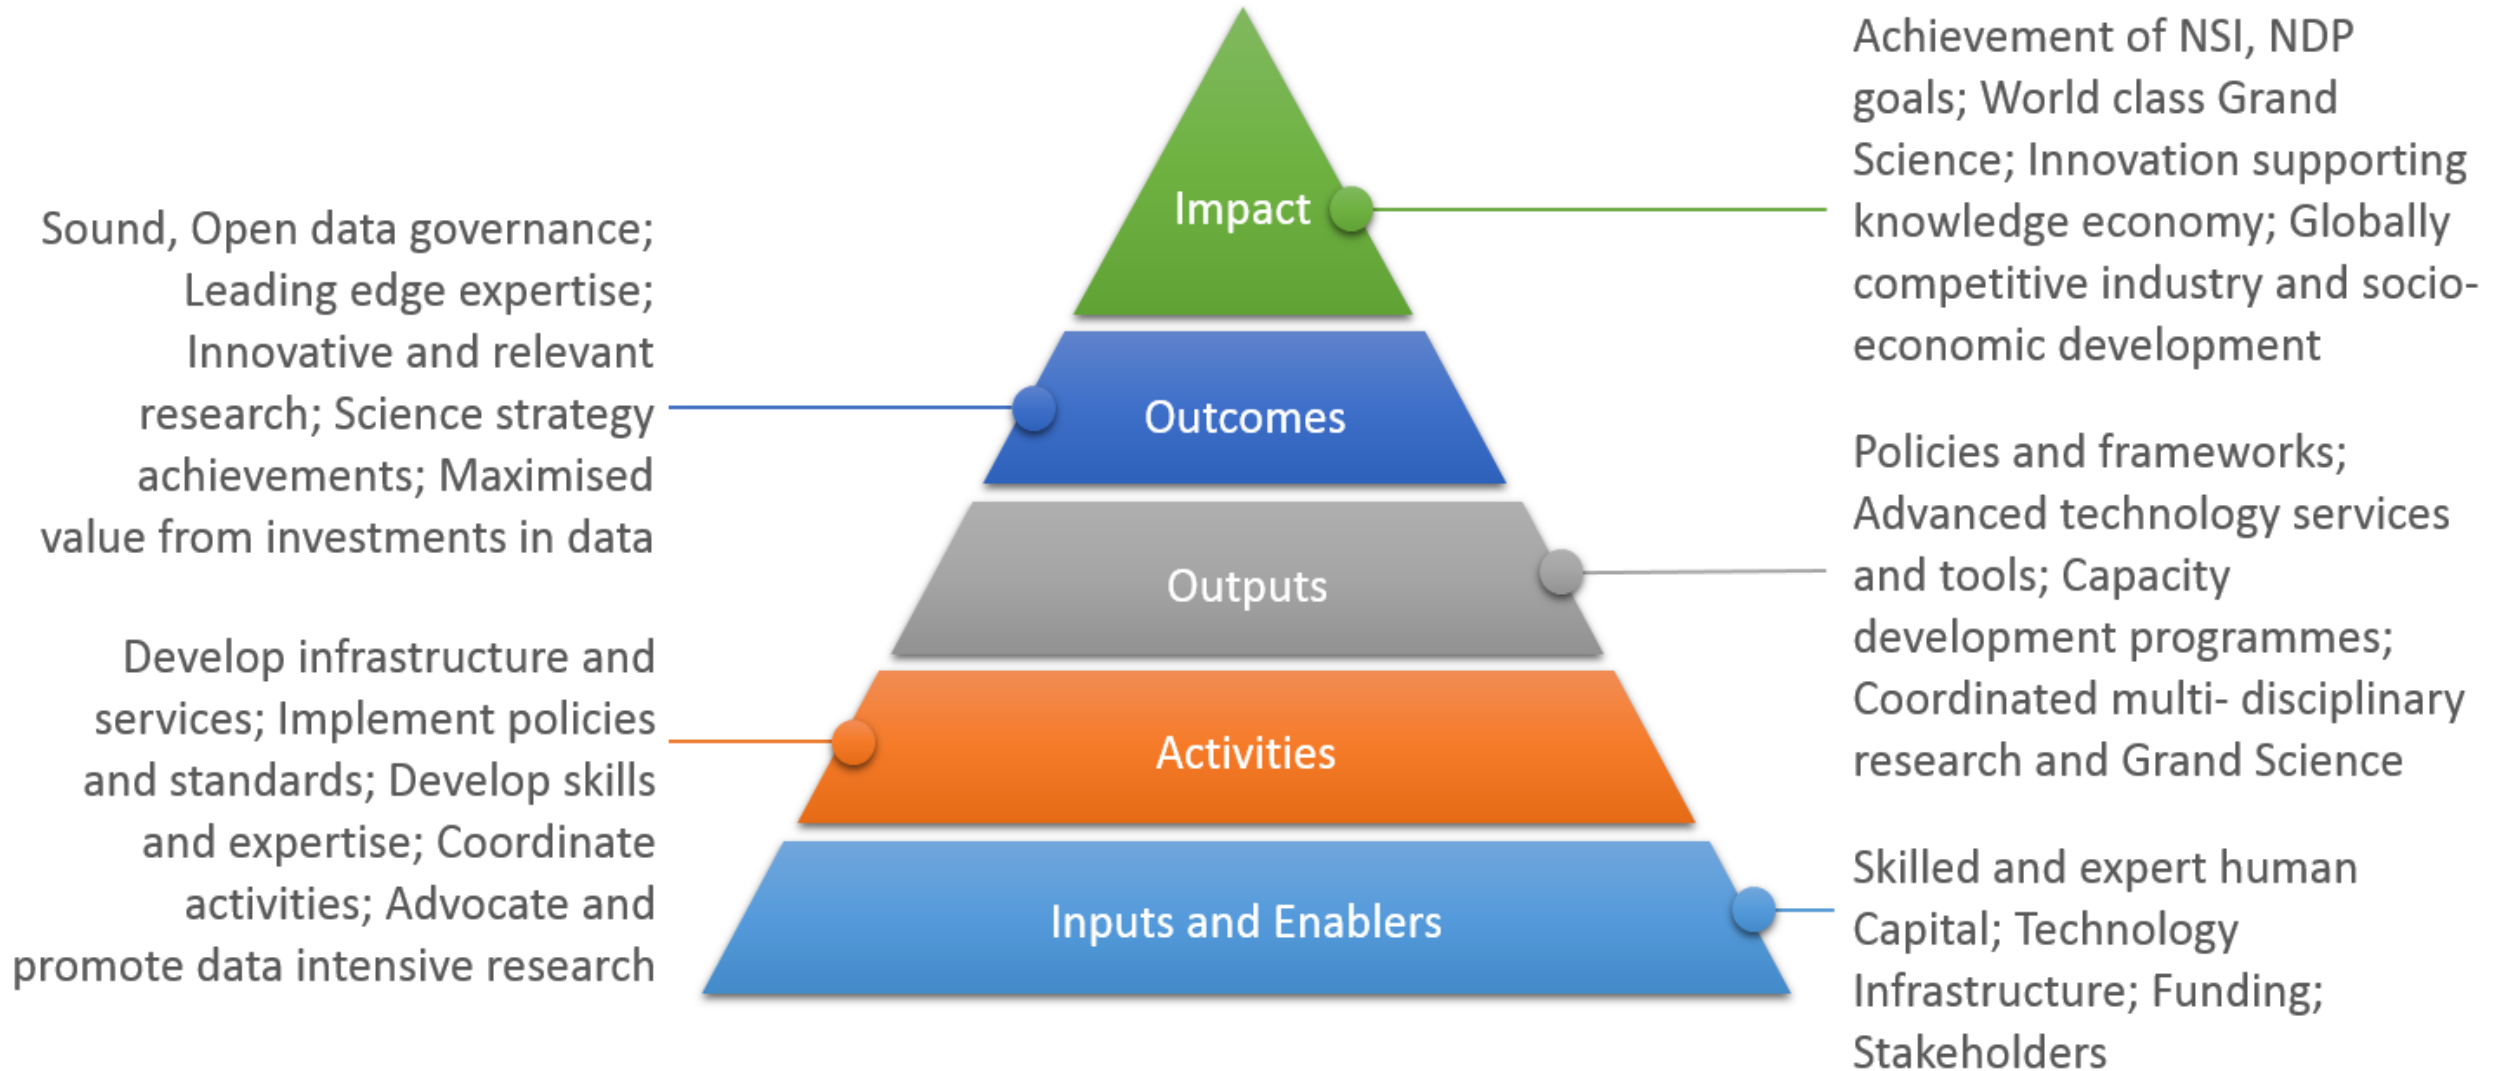 Impact
Achievement of NSI, NDP
goals; World class Grand
Science; Innovation supporting
knowledge economy; Globally
competitive industry and socio-
economic development
Sound, Open data governance;
Leading edge expertise;
Innovative and relevant
research; Science strategy
achievements; Maximised
value from investments in data
Outcomes
Outputs
Policies and frameworks;
Advanced technology services
and tools; Capacity
development programmes;
Coordinated multi- disciplinary
research and Grand Science
Develop infrastructure and
services; Implement policies
and standards; Develop skills
and expertise; Coordinate
activities; Advocate and
promote data intensive research
Activities
Inputs and Enablers
Skilled and expert human
Capital; Technology
Infrastructure; Funding;
Stakeholders